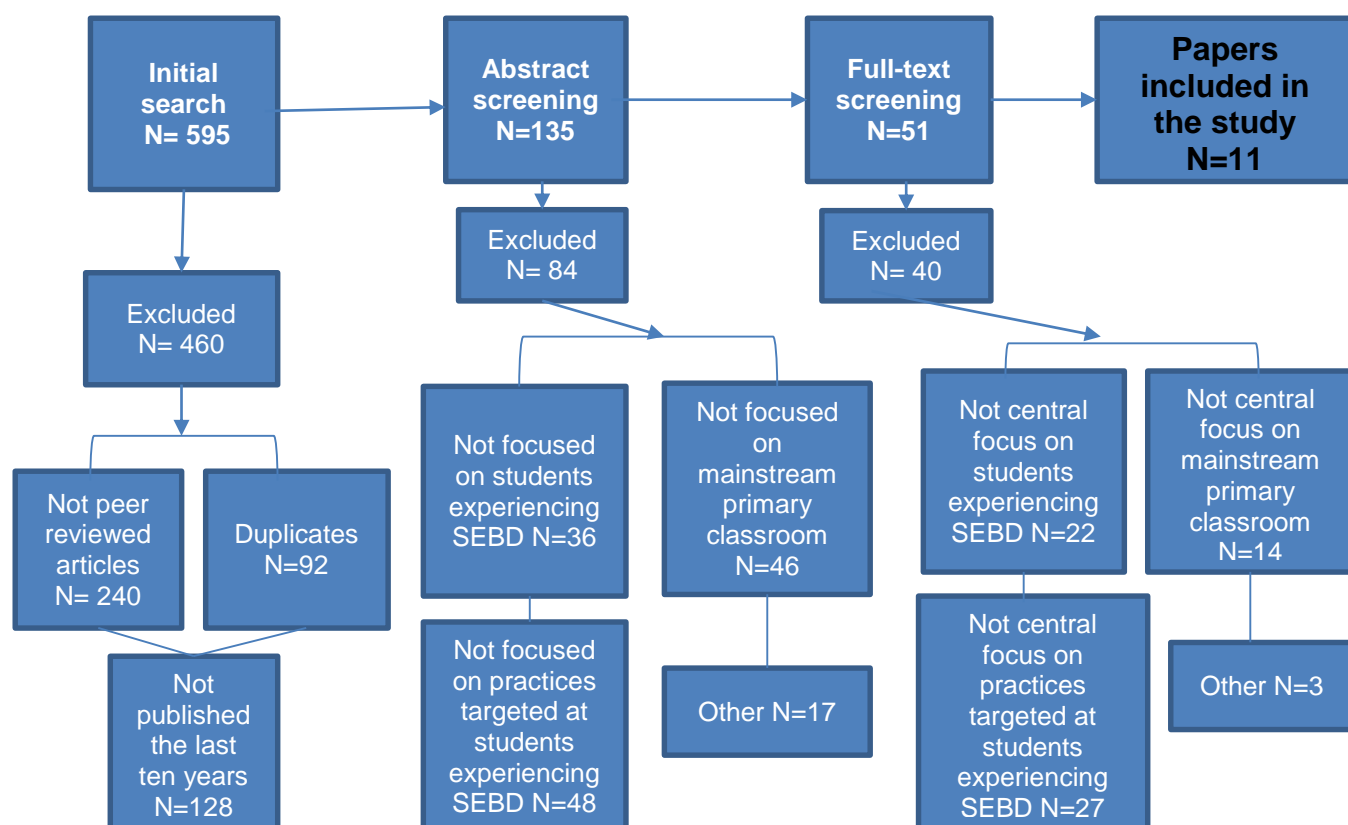 Initial
search
N= 595
Abstract
screening
N=135
Full-text
screening
N=51
Papers
included in
the study
N=11
Excluded
N= 460
Excluded
N= 84
Excluded
N= 40
Not peer
reviewed
articles
N= 240
Duplicates
N=92
Not
published
the last
ten years
N=128
Not focused
on students
experiencing
SEBD N=36
Not focused
on
mainstream
primary
classroom
N=46
Not focused
on practices
targeted at
students
experiencing
SEBD N=48
Other N=17
Not central
focus on
students
experiencing
SEBD N=22
Not central
focus on
mainstream
primary
classroom
N=14
Not central
focus on
practices
targeted at
students
experiencing
SEBD N=27
Other N=3